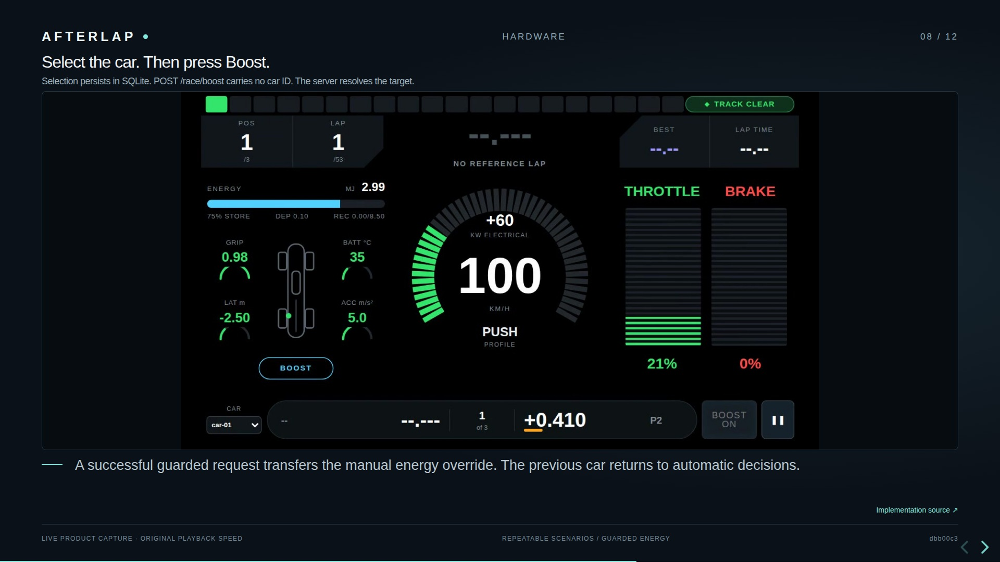 AFTERLAP
HARDWARE
08 / 12
Select the car. Then press Boost.
Selection persists in SQLite. POST /race/boost carries no car ID. The server resolves the target.
◆ TRACK CLEAR
POS
1
/3
LAP
1
/53
--.---
NO REFERENCE LAP
BEST
--.--
LAP TIME
--.--
ENERGY
MJ 2.99
75% STORE
DEP 0.10
REC 0.00/8.50
GRIP
0.98
BATT °C
35
LAT m
-2.50
ACC m/s²
5.0
BOOST
+60
KW ELECTRICAL
100
KM/H
PUSH
PROFILE
THROTTLE
21%
BRAKE
0%
CAR
car-01
--
--.---
1
of 3
+0.410
P2
BOOST
ON
A successful guarded request transfers the manual energy override. The previous car returns to automatic decisions.
Implementation source ↗
LIVE PRODUCT CAPTURE · ORIGINAL PLAYBACK SPEED
REPEATABLE SCENARIOS / GUARDED ENERGY
dbb00c3